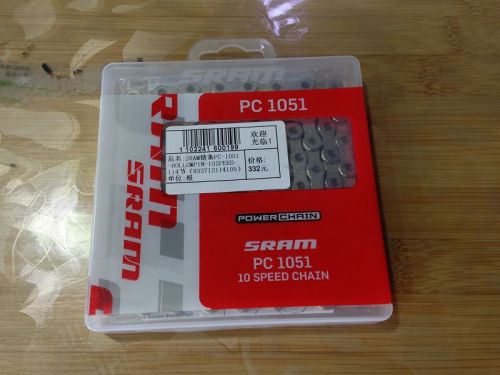 SRAM
PC 1051
SRAM
1102241 600199
欢迎
光临!
品名:SRAM链条PC-1051
-HOLLOWPIN-10SPEED-
114节(932712114105)
单位:根
价格:
332元
POWERCHAIN
SRAM
PC 1051
10 SPEED CHAIN